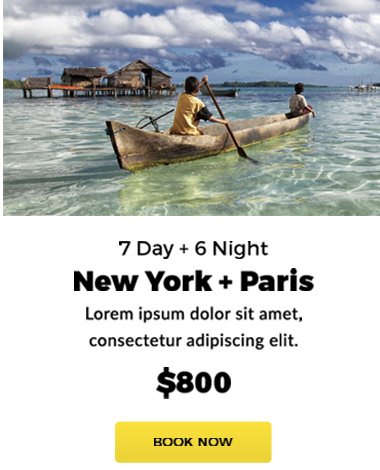 7 Day + 6 Night
New York + Paris
Lorem ipsum dolor sit amet,
consectetur adipiscing elit.
$800
BOOK NOW